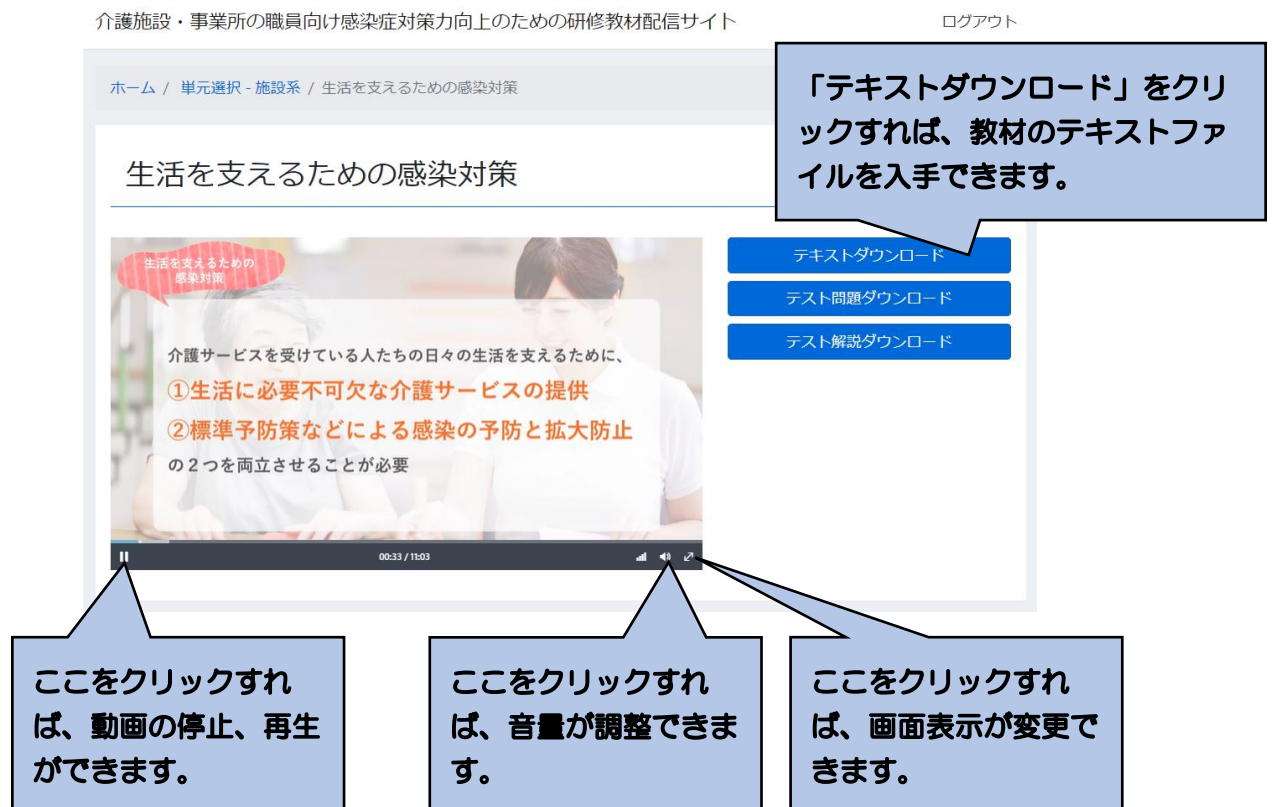 介護施設・事業所の職員向け感染症対策力向上のための研修教材配信サイト
ログアウト
ホーム / 単元選択 - 施設系 / 生活を支えるための感染対策
「テキストダウンロード」をクリ
ックすれば、教材のテキストファ
イルを入手できます。
生活を支えるための感染対策
生活を支えるための
感染対策
介護サービスを受けている人たちの日々の生活を支えるために、
①生活に必要不可欠な介護サービスの提供
②標準予防策などによる感染の予防と拡大防止
の2つを両立させることが必要
00:33 / 11:03
テキストダウンロード
テスト問題ダウンロード
テスト解説ダウンロード
ここをクリックすれ
ば、動画の停止、再生
ができます。
ここをクリックすれ
ば、音量が調整できま
す。
ここをクリックすれ
ば、画面表示が変更で
きます。